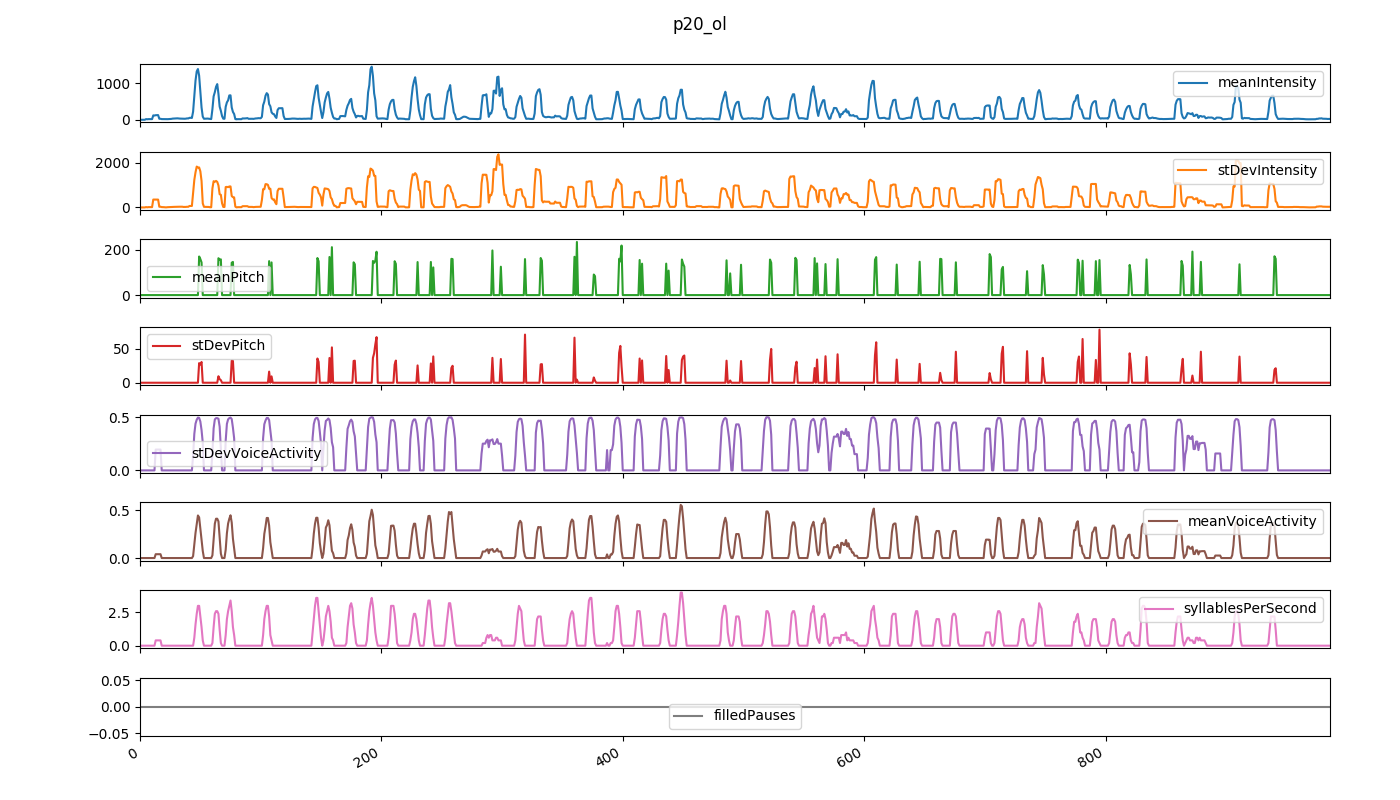 p20_ol
1000
0
meanIntensity
2000
0
stDevIntensity
200
0
meanPitch
50
0
stDevPitch
0.5
0.0
stDevVoiceActivity
0.5
0.0
meanVoiceActivity
2.5
0.0
syllablesPerSecond
0.05
0.00
−0.05
filledPauses
0 200 400 600 800